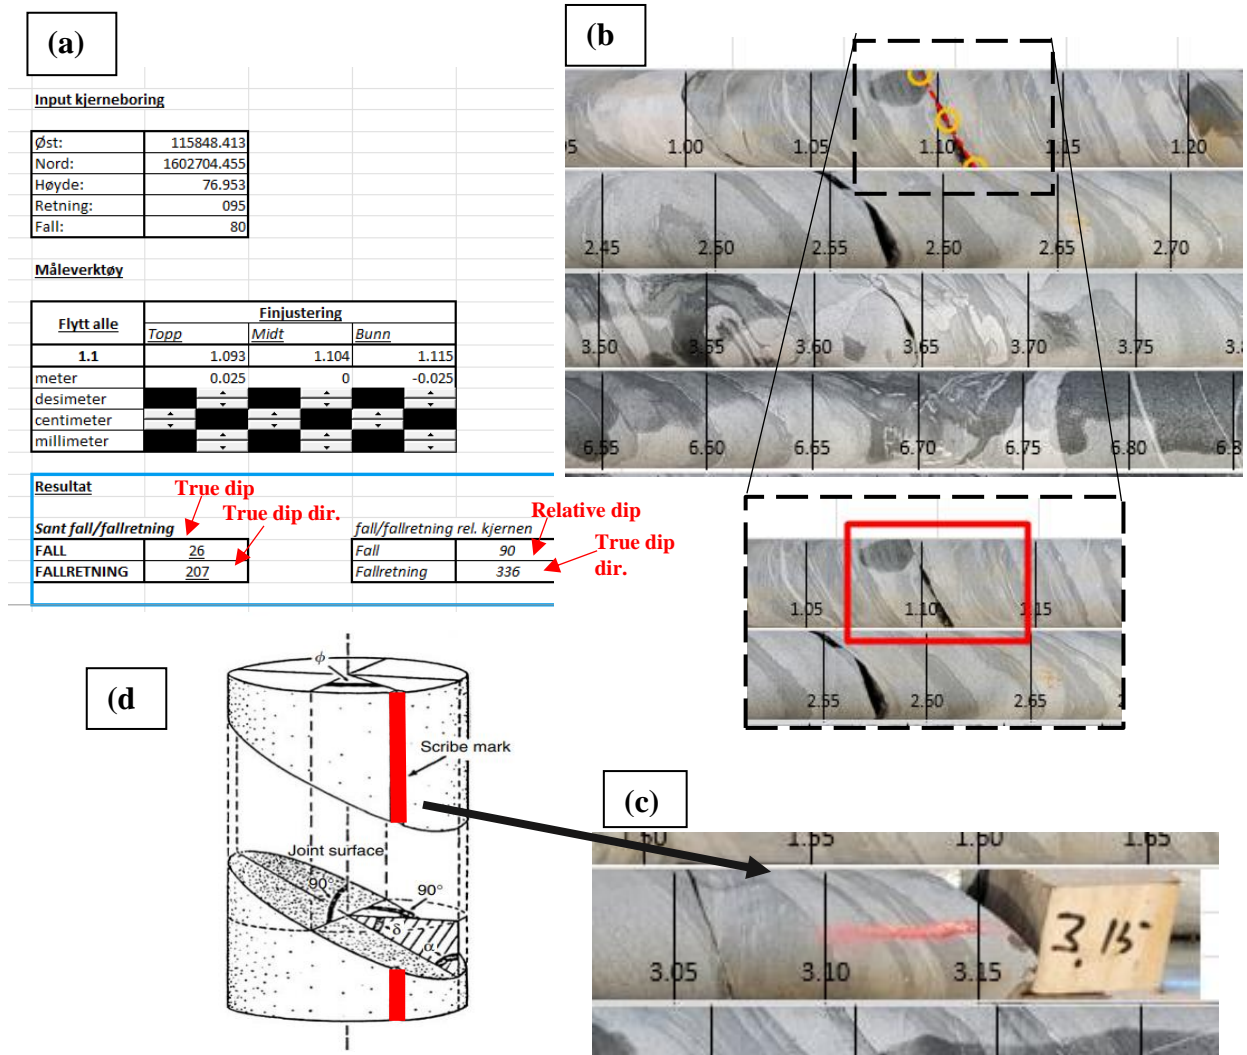 (a)
Input kjerneboring
Øst: 115848.413
Nord: 1602704.455
Høyde: 76.953
Retning: 095
Fall: 80
Måleverktøy
Flytt alle
Finjustering
Topp Midt Bunn
1.1 1.093 1.104 1.115
meter 0.025 0 -0.025
desimeter
centimeter
millimeter
Resultat
True dip
True dip dir.
Relative dip
True dip
dir.
Sant fall/fallretning
fall/fallretning rel. kjernen
FALL 26
FALLRETNING 207
Fall 90
Fallretning 336
(b
1.00 1.05 1.10 1.15 1.20
2.45 2.50 2.55 2.60 2.65 2.70
3.50 3.55 3.60 3.65 3.70 3.75
6.55 6.60 6.65 6.70 6.75 6.80
1.05 1.10 1.15
2.55 2.60 2.65
(d
ϕ
Scribe mark
Joint surface
90°
90°
δ
α
(c)
1.60 1.65
3.05 3.10 3.15
3.15